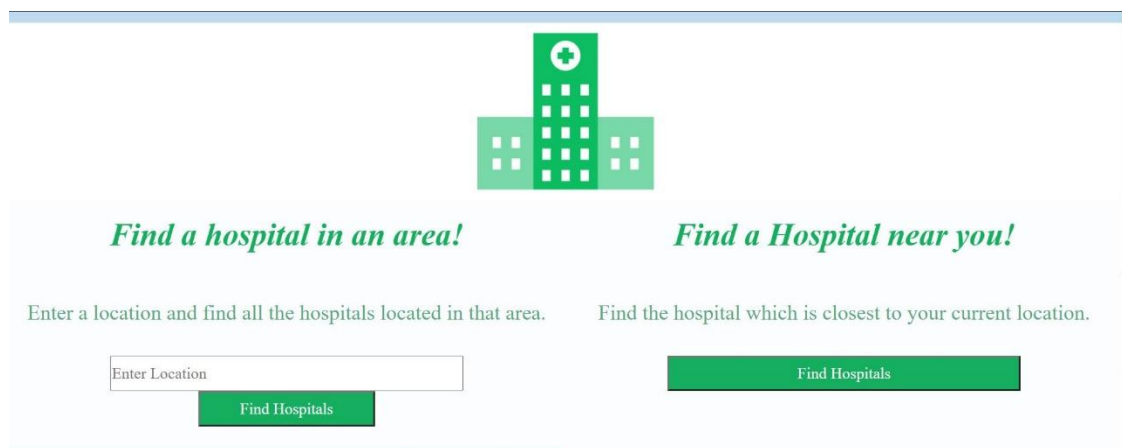 Find a hospital in an area!
Enter a location and find all the hospitals located in that area.
Enter Location
Find Hospitals
Find a Hospital near you!
Find the hospital which is closest to your current location.
Find Hospitals